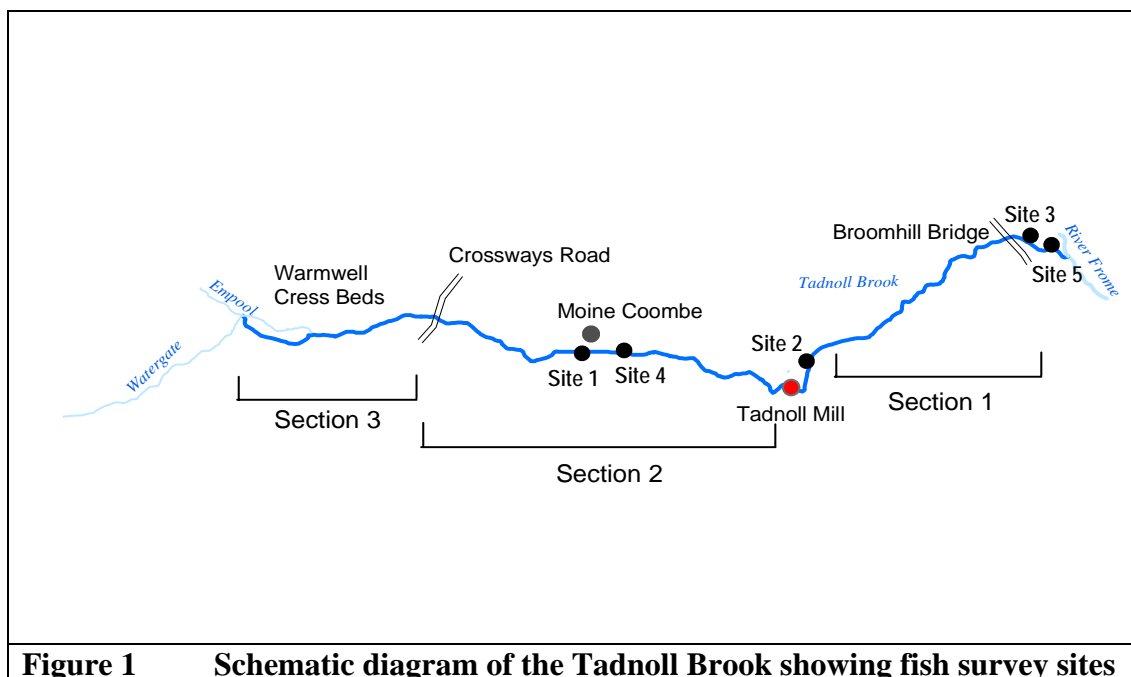 Site 3
Broomhill Bridge
River Frome
Site 5
Crossways Road
Warmwell
Cress Beds
Empool
Tadnoll Brook
Moine Coombe
Watergate
Site 2
Site 1
Site 4
Tadnoll Mill
Section 1
Section 3
Section 2
Figure 1 Schematic diagram of the Tadnoll Brook showing fish survey sites